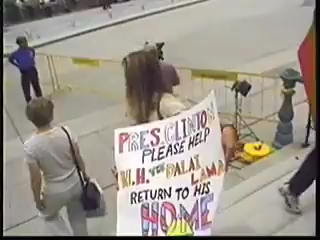 PRES. CLINTON
PLEASE HELP
H.H THE DALAI
LAMA
RETURN TO HIS
HOME